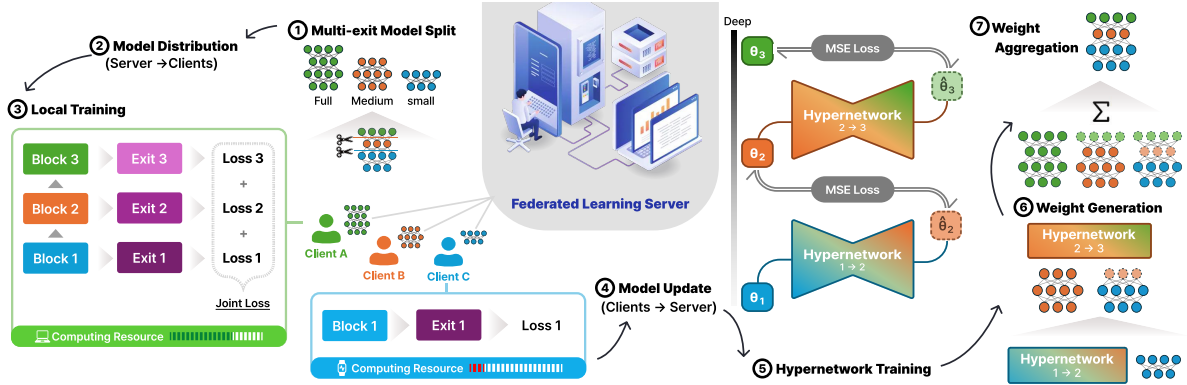 ① Multi-exit Model Split
Full
Medium
small
② Model Distribution
(Server →Clients)
③ Local Training
Block 3
Exit 3
Loss 3
+
Block 2
Exit 2
Loss 2
+
Block 1
Exit 1
Loss 1
Joint Loss
Computing Resource
Client A
Client B
Client C
Block 1
Exit 1
Loss 1
Computing Resource
Federated Learning Server
④ Model Update
(Clients → Server)
Deep
θ3
MSE Loss
θ̂3
Hypernetwork
2 → 3
θ2
MSE Loss
θ̂2
Hypernetwork
1 → 2
θ1
⑤ Hypernetwork Training
⑥ Weight Generation
Hypernetwork
2 → 3
Hypernetwork
1 → 2
⑦ Weight
Aggregation
Σ